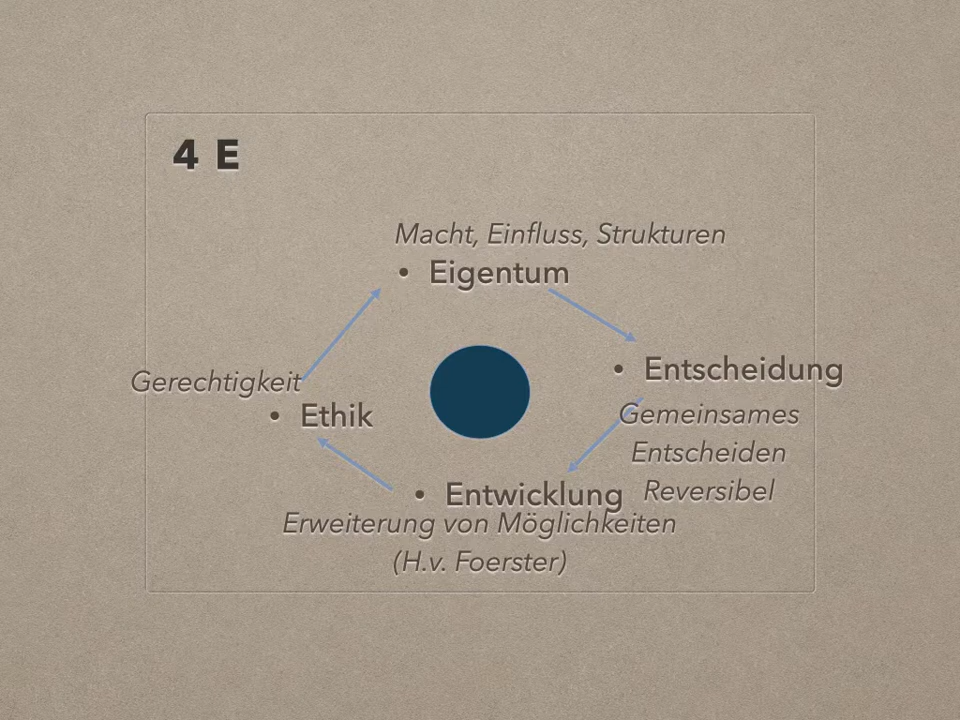 4 E
Macht, Einfluss, Strukturen
• Eigentum
• Entscheidung
Gemeinsames
Entscheiden
Reversibel
• Entwicklung
Erweiterung von Möglichkeiten
(H.v. Foerster)
Gerechtigkeit
• Ethik